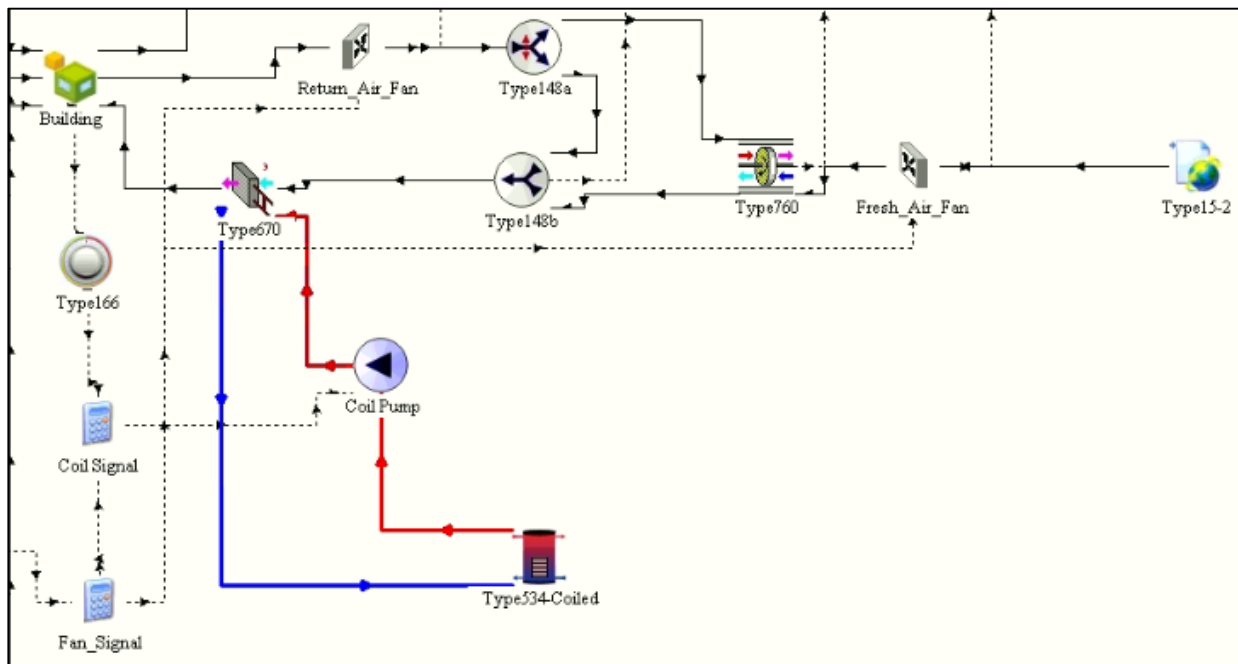 Return_Air_Fan
Type148a
Building
Type670
Type148b
Type760
Fresh_Air_Fan
Type15-2
Type166
Coil Pump
Coil Signal
Type534-Coiled
Fan_Signal